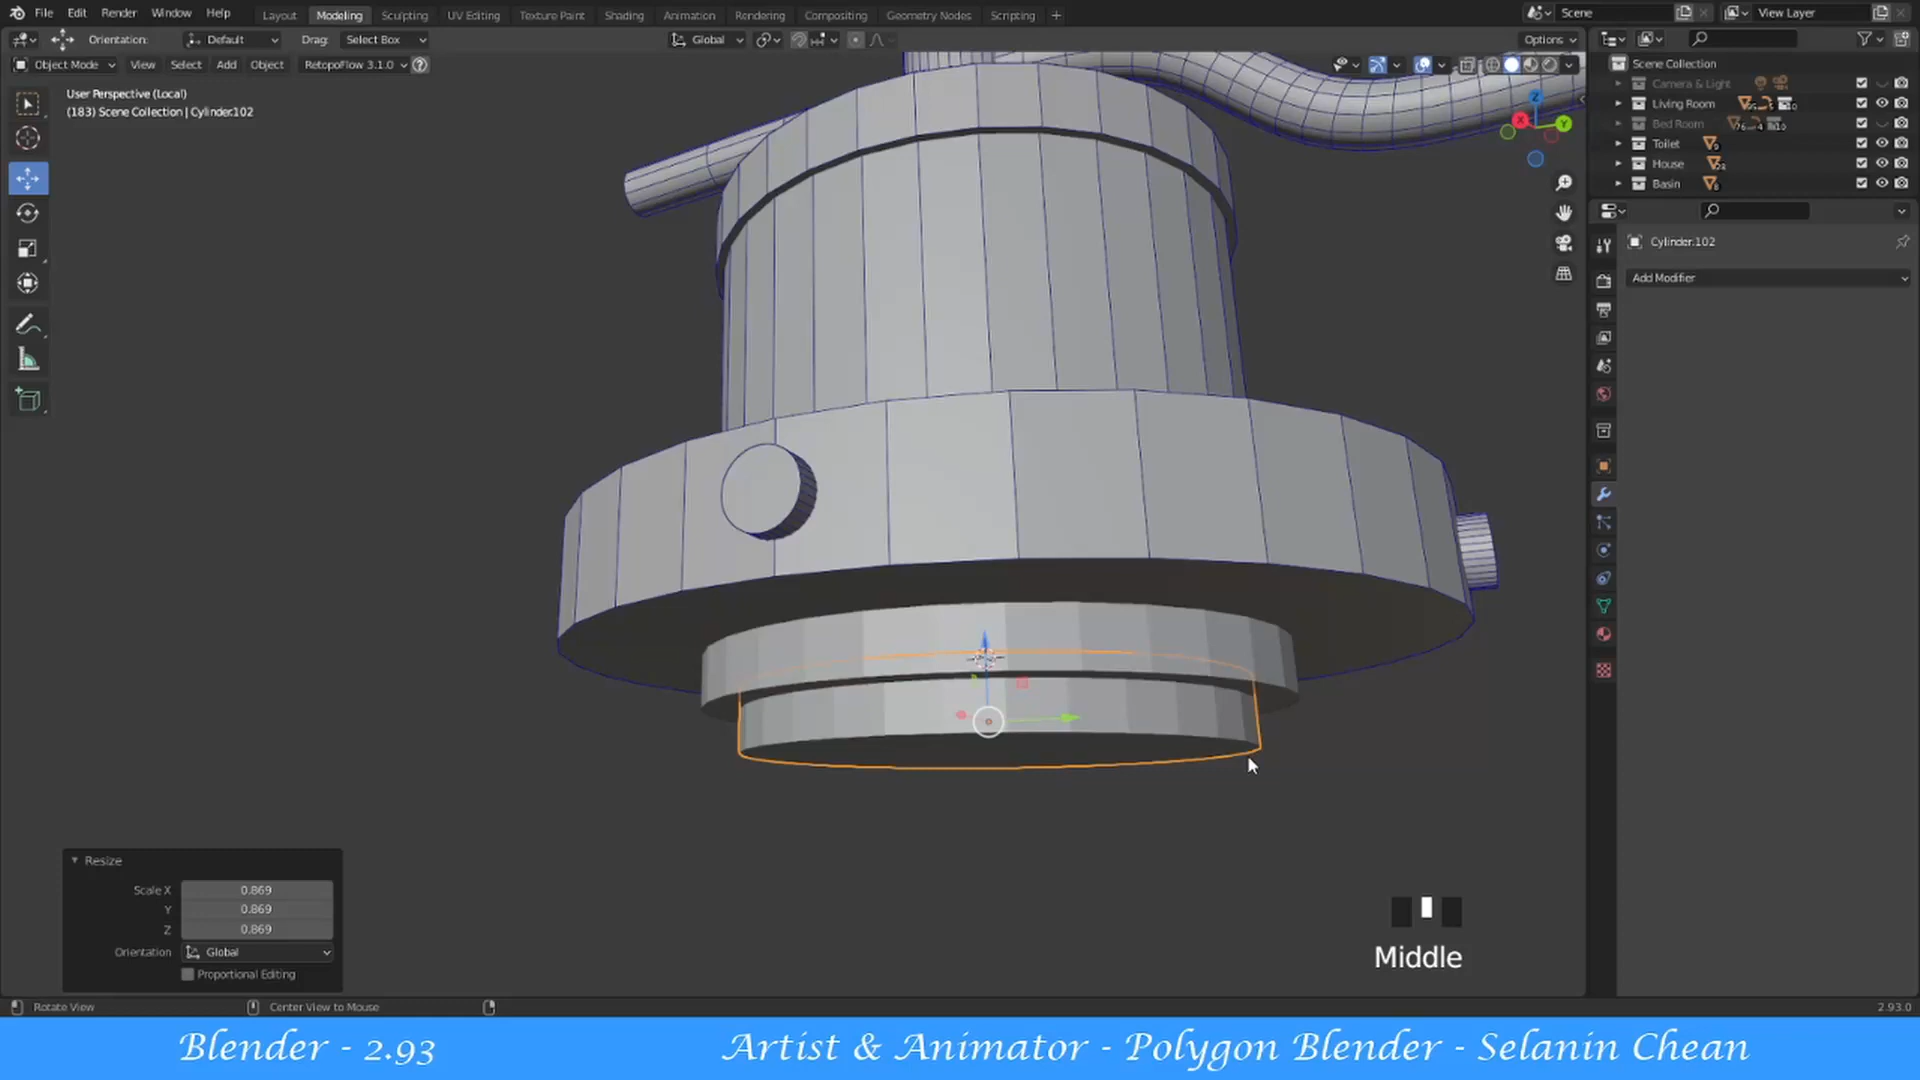 File Edit Render Window Help Layout Modeling Sculpting UV Editing Texture Paint Shading Animation Rendering Compositing Geometry Nodes Scripting + Scene View Layer
Orientation: Default Drag: Select Box Global Options
Object Mode View Select Add Object RetopoFlow 3.1.0
User Perspective (Local)
(183) Scene Collection | Cylinder.102
Scene Collection
Camera & Light
Living Room
Bed Room
Toilet
House
Basin
Cylinder.102
Add Modifier
Resize
Scale X 0.869
Y 0.869
Z 0.869
Orientation Global
Proportional Editing
Middle
Rotate View Center View to Mouse 2.93.0
Blender - 2.93 Artist & Animator - Polygon Blender - Selanin Chean